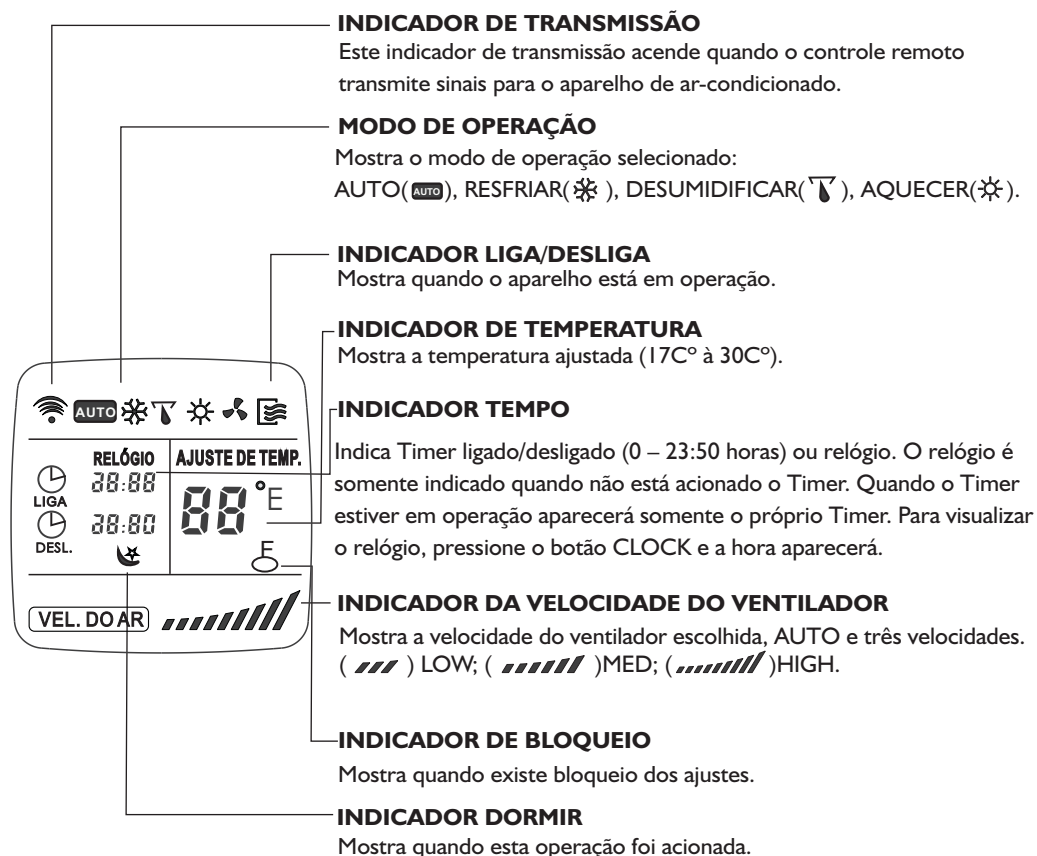 INDICADOR DE TRANSMISSÃO
Este indicador de transmissão acende quando o controle remoto
transmite sinais para o aparelho de ar-condicionado.
MODO DE OPERAÇÃO
Mostra o modo de operação selecionado:
AUTO(AUTO), RESFRIAR( ), DESUMIDIFICAR( ), AQUECER( ).
INDICADOR LIGA/DESLIGA
Mostra quando o aparelho está em operação.
INDICADOR DE TEMPERATURA
Mostra a temperatura ajustada (17Cº à 30Cº).
INDICADOR TEMPO
Indica Timer ligado/desligado (0 – 23:50 horas) ou relógio. O relógio é
somente indicado quando não está acionado o Timer. Quando o Timer
estiver em operação aparecerá somente o próprio Timer. Para visualizar
o relógio, pressione o botão CLOCK e a hora aparecerá.
INDICADOR DA VELOCIDADE DO VENTILADOR
Mostra a velocidade do ventilador escolhida, AUTO e três velocidades.
( ) LOW; ( )MED; ( )HIGH.
INDICADOR DE BLOQUEIO
Mostra quando existe bloqueio dos ajustes.
INDICADOR DORMIR
Mostra quando esta operação foi acionada.
AUTO
RELÓGIO
38:88
LIGA
38:80
DESL.
AJUSTE DE TEMP.
88°E
VEL. DO AR